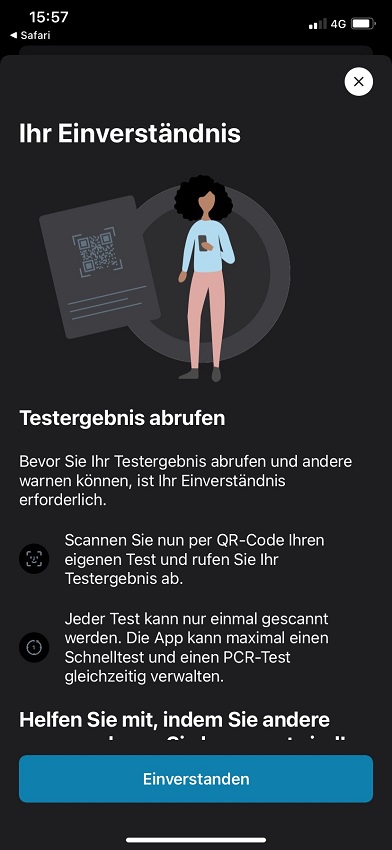 15:57
4G
◀ Safari
Ihr Einverständnis
Testergebnis abrufen
Bevor Sie Ihr Testergebnis abrufen und andere
warnen können, ist Ihr Einverständnis
erforderlich.
Scannen Sie nun per QR-Code Ihren
eigenen Test und rufen Sie Ihr
Testergebnis ab.
1
Jeder Test kann nur einmal gescannt
werden. Die App kann maximal einen
Schnelltest und einen PCR-Test
gleichzeitig verwalten.
Helfen Sie mit, indem Sie andere
Einverstanden